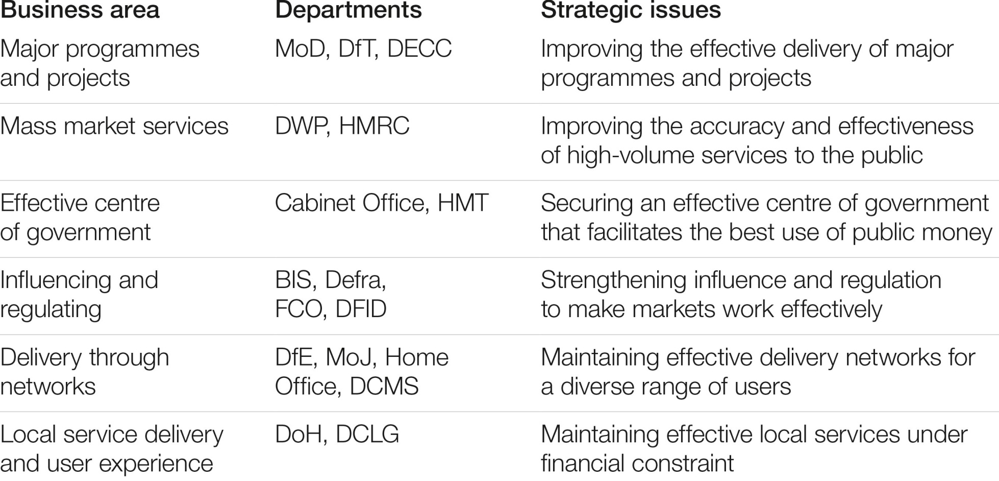 Business area Departments Strategic issues
Major programmes MoD, DfT, DECC Improving the effective delivery of major
and projects programmes and projects
Mass market services DWP, HMRC Improving the accuracy and effectiveness
of high-volume services to the public
Effective centre Cabinet Office, HMT Securing an effective centre of government
of government that facilitates the best use of public money
Influencing and BIS, Defra, Strengthening influence and regulation
regulating FCO, DFID to make markets work effectively
Delivery through DfE, MoJ, Home Maintaining effective delivery networks for
networks Office, DCMS a diverse range of users
Local service delivery DoH, DCLG Maintaining effective local services under
and user experience financial constraint